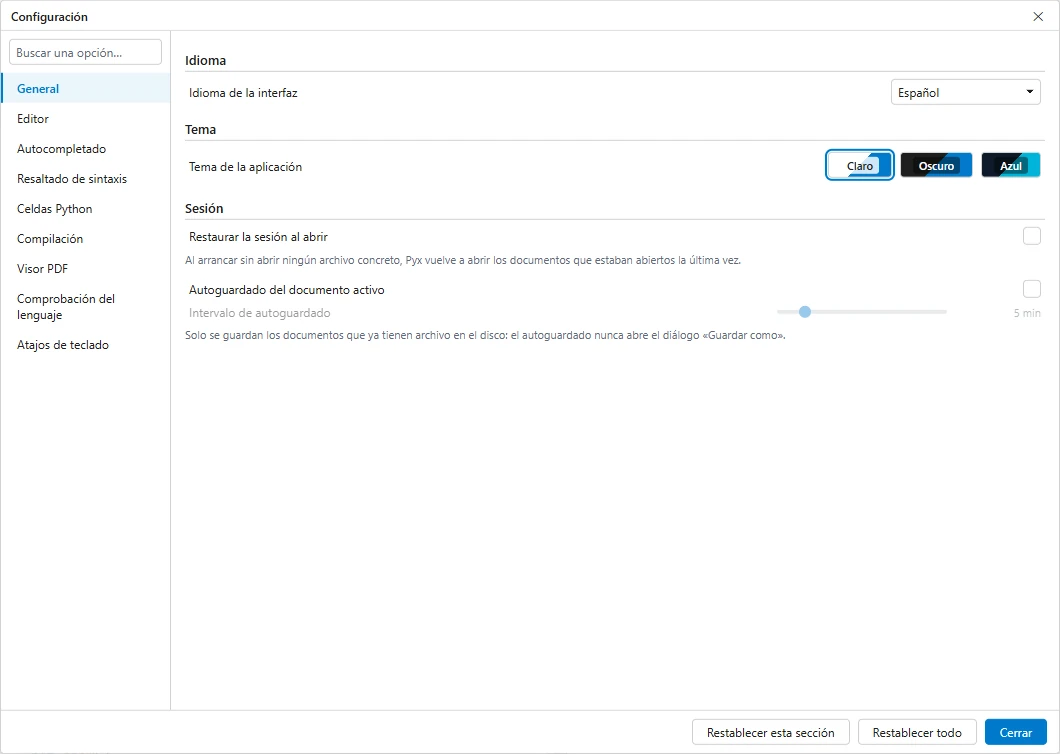 Configuración
Buscar una opción...
General
Editor
Autocompletado
Resaltado de sintaxis
Celdas Python
Compilación
Visor PDF
Comprobación del
lenguaje
Atajos de teclado
Idioma
Idioma de la interfaz
Español
Tema
Tema de la aplicación
Claro
Oscuro
Azul
Sesión
Restaurar la sesión al abrir
Al arrancar sin abrir ningún archivo concreto, Pyx vuelve a abrir los documentos que estaban abiertos la última vez.
Autoguardado del documento activo
Intervalo de autoguardado
5 min
Solo se guardan los documentos que ya tienen archivo en el disco: el autoguardado nunca abre el diálogo «Guardar como».
Restablecer esta sección
Restablecer todo
Cerrar